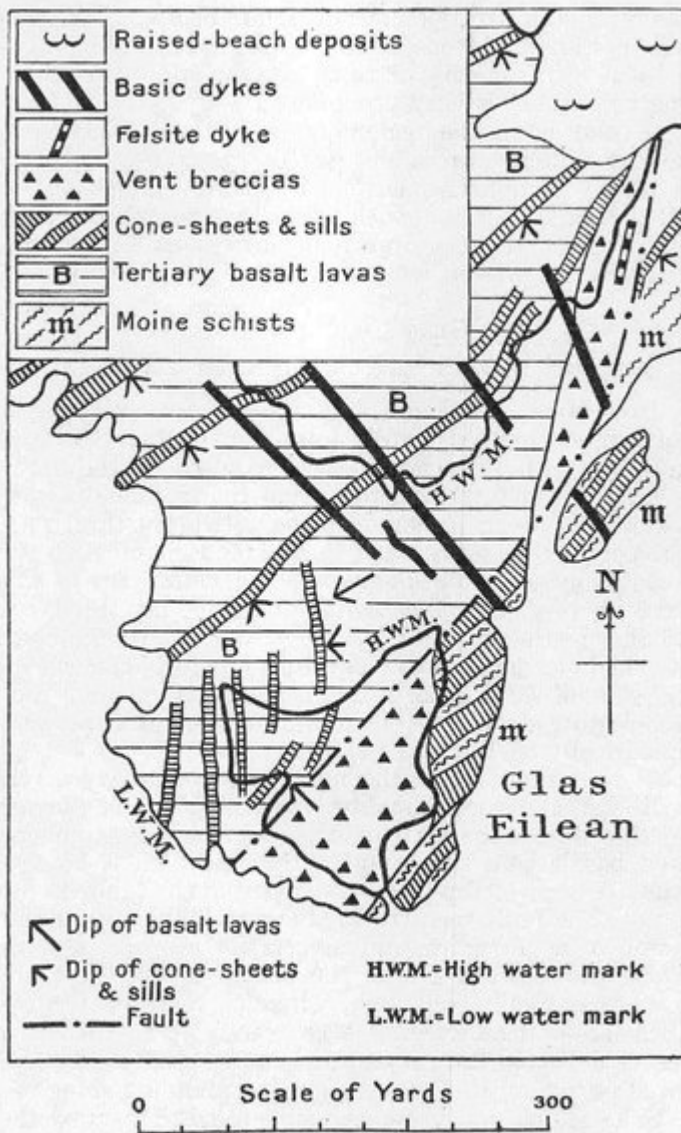 Raised-beach deposits
Basic dykes
Felsite dyke
Vent breccias
Cone-sheets & sills
B Tertiary basalt lavas
m Moine schists
B
m
B
H.W.M.
m
N
H.W.M.
B
m
Glas
Eilean
L.W.M.
Dip of basalt lavas
Dip of cone-sheets
& sills
Fault
H.W.M.=High water mark
L.W.M.=Low water mark
Scale of Yards
0 300